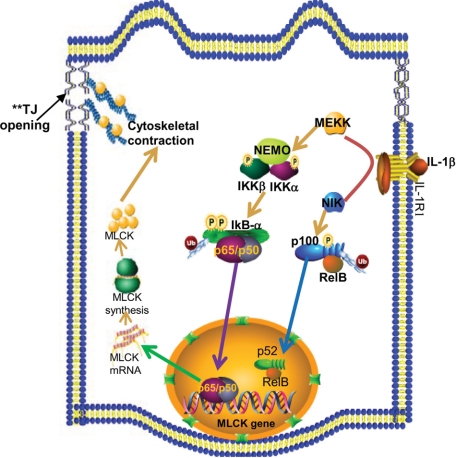 **TJ
opening
Cytoskeletal
contraction
MEKK
NEMO
P
P
IKKβ
IKKα
IL-1β
IL-1R1
NIK
P P
IkB-α
Ub
p65/p50
p100
P
Ub
RelB
MLCK
MLCK
synthesis
MLCK
mRNA
p52
RelB
p65/p50
MLCK gene